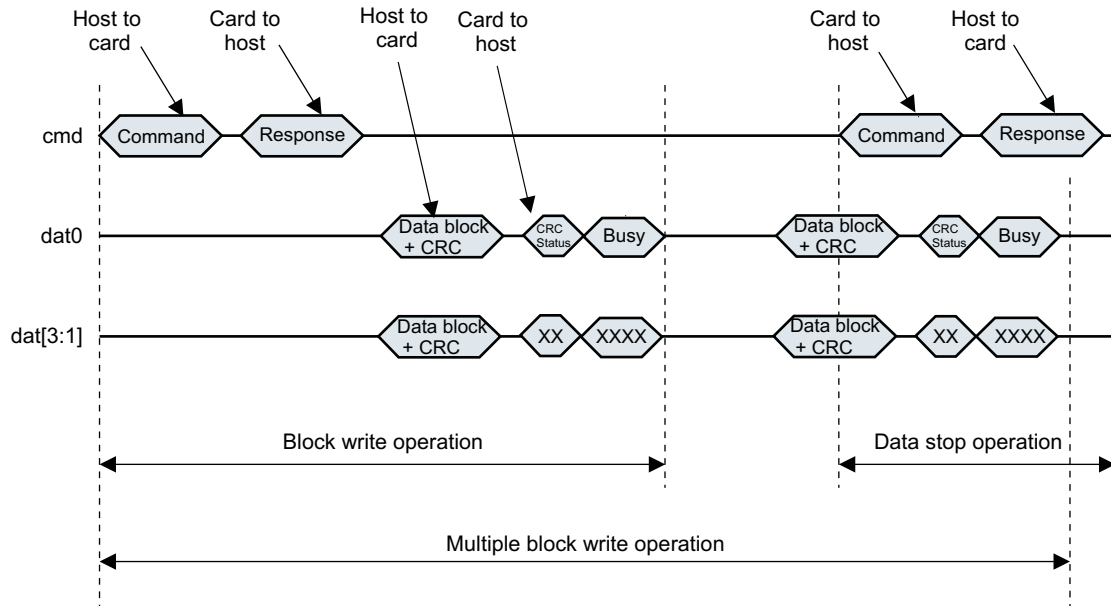 Host to
card
Card to
host
Host to
card
Card to
host
Card to
host
Host to
card
cmd
Command
Response
Command
Response
dat0
Data block
+ CRC
CRC
Status
Busy
Data block
+ CRC
CRC
Status
Busy
dat[3:1]
Data block
+ CRC
XX
XXXX
Data block
+ CRC
XX
XXXX
Block write operation
Data stop operation
Multiple block write operation